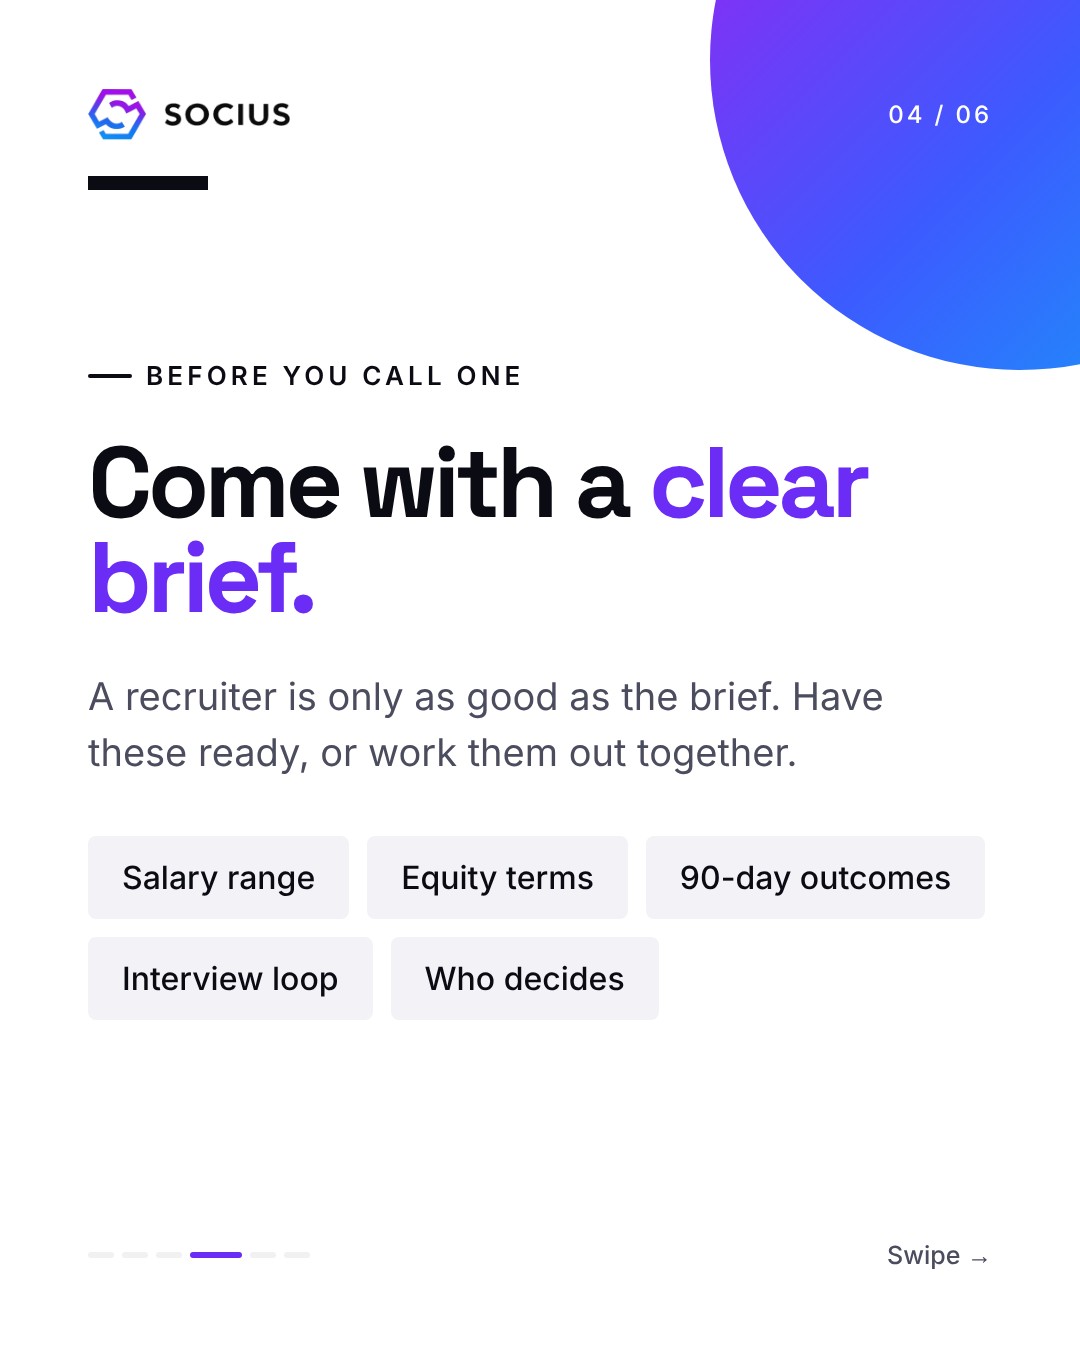 SOCIUS
04 / 06
BEFORE YOU CALL ONE
Come with a clear
brief.
A recruiter is only as good as the brief. Have
these ready, or work them out together.
Salary range
Equity terms
90-day outcomes
Interview loop
Who decides
Swipe →